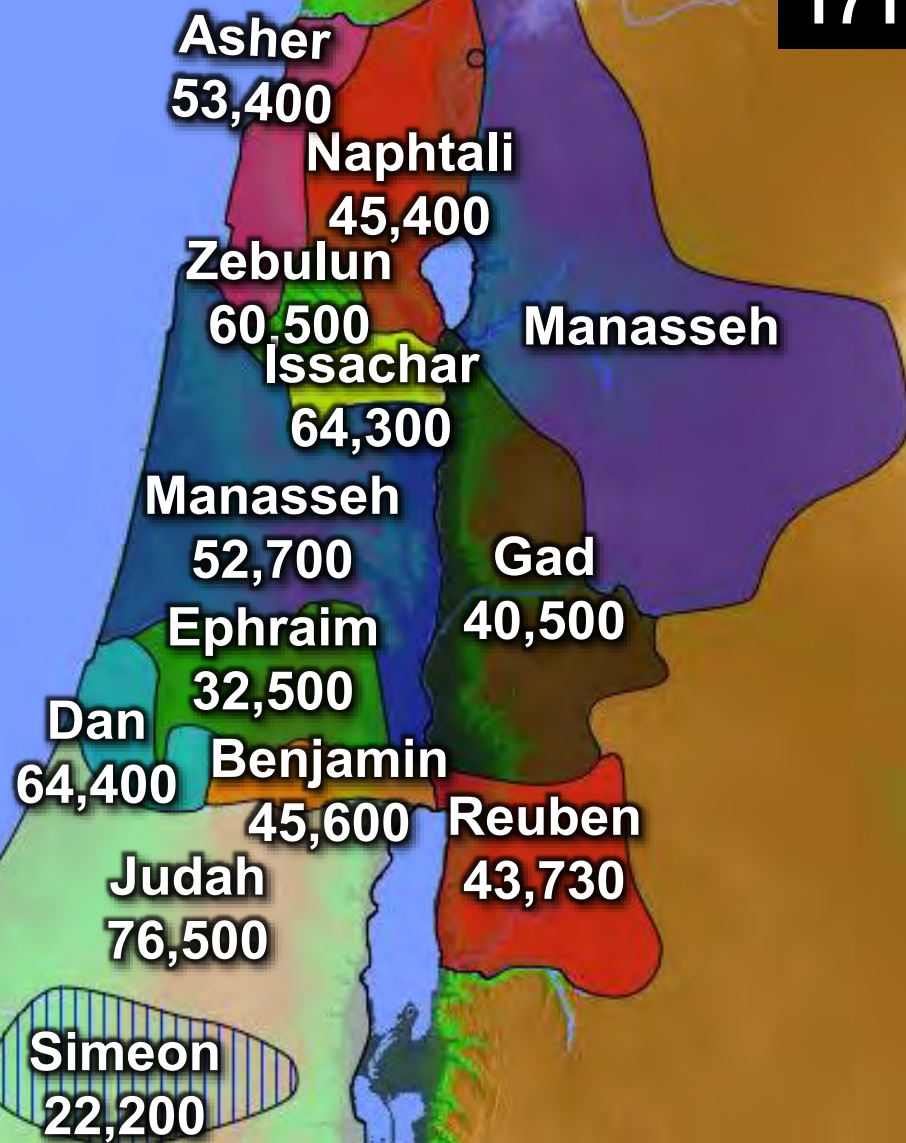 171
Asher
53,400
Naphtali
45,400
Zebulun
60,500
Manasseh
Issachar
64,300
Manasseh
52,700
Gad
40,500
Ephraim
32,500
Dan
64,400
Benjamin
45,600
Reuben
43,730
Judah
76,500
Simeon
22,200